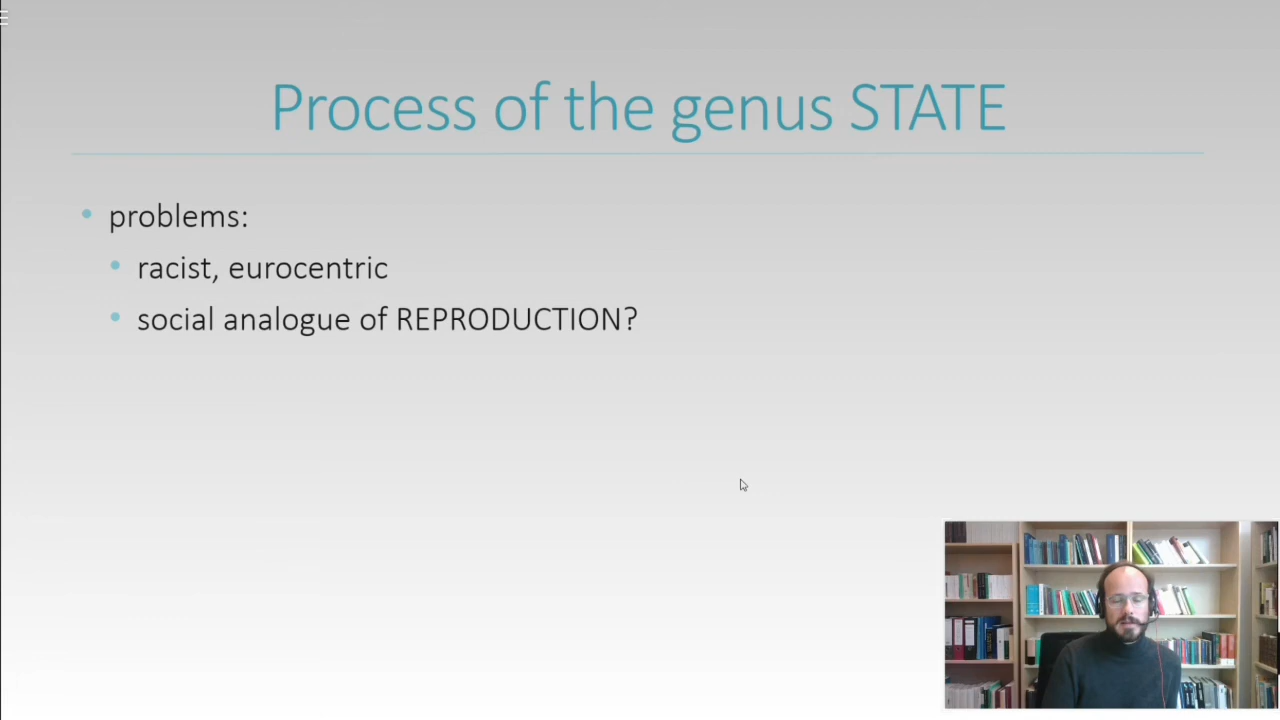 Process of the genus STATE
problems:
racist, eurocentric
social analogue of REPRODUCTION?